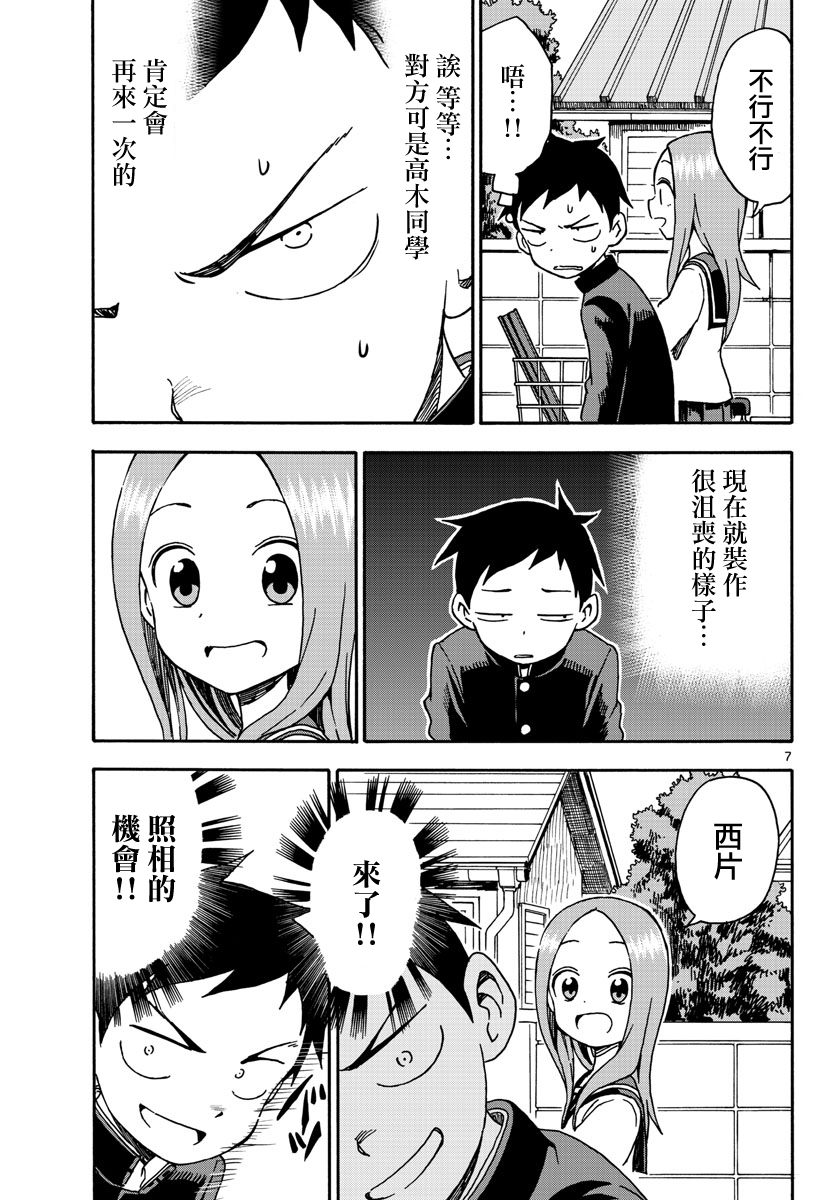 不行不行
唔…!!
誒 等等…
對方可是高木同學
肯定會
再來一次的
現在就裝作
很沮喪的樣子…
7
西片
來了!!
照相的
機會!!